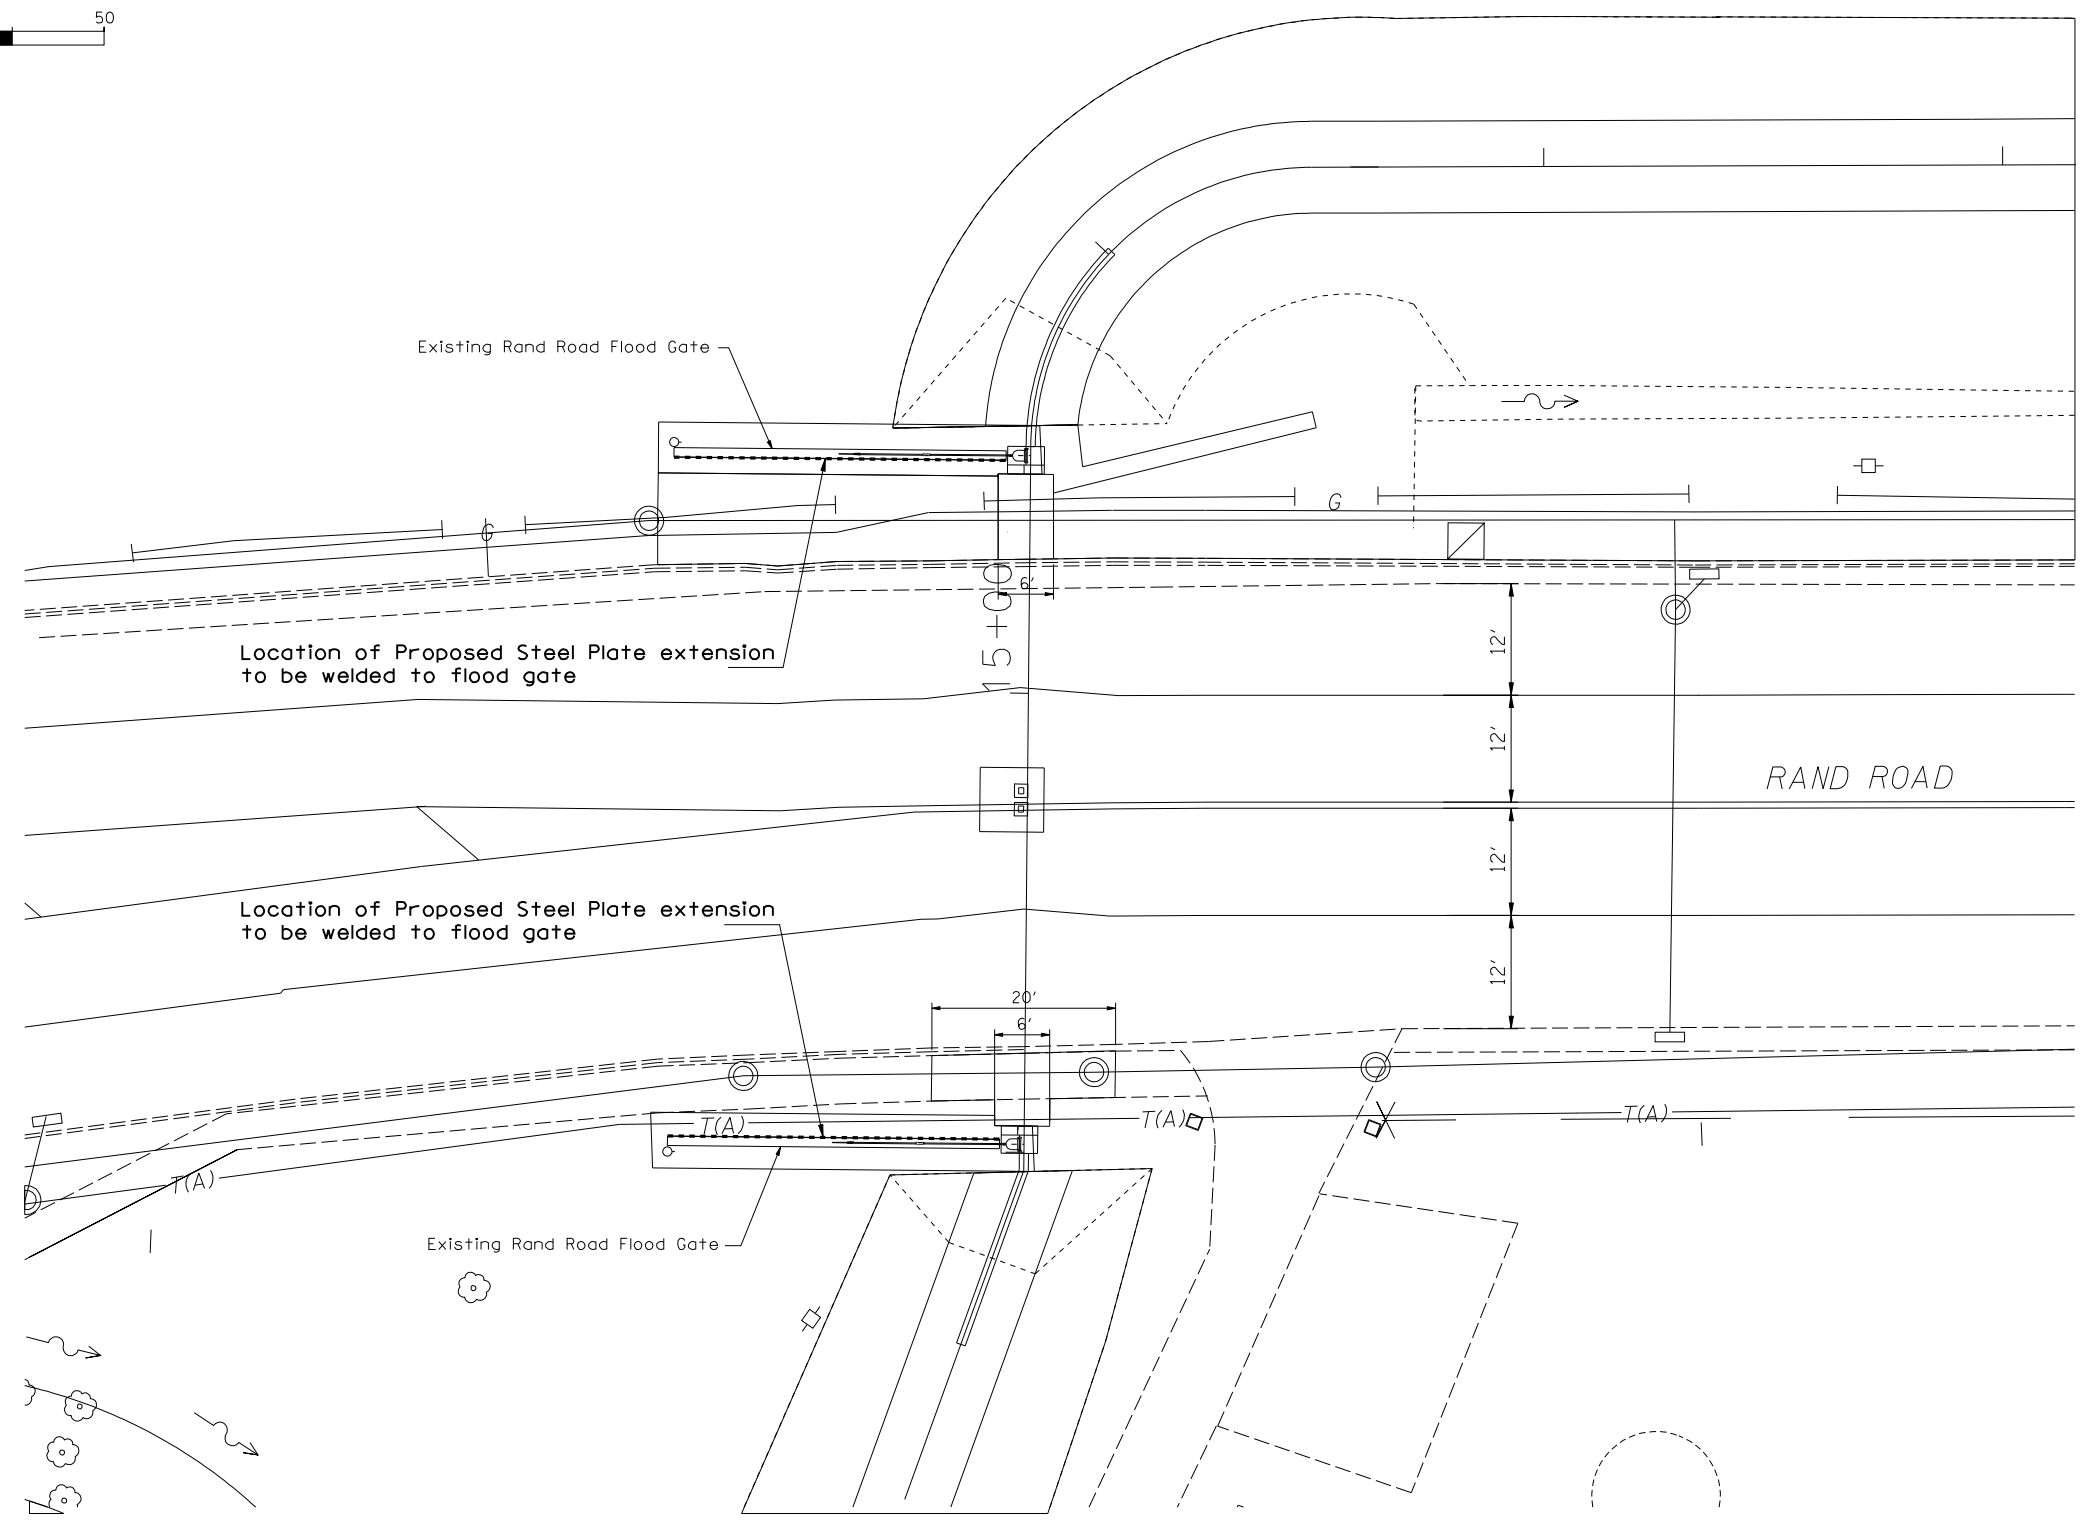 50
Existing Rand Road Flood Gate
G
G
6'
15+00
12'
Location of Proposed Steel Plate extension
to be welded to flood gate
12'
RAND ROAD
12'
Location of Proposed Steel Plate extension
to be welded to flood gate
12'
20'
6'
T(A)
T(A)
T(A)
T(A)
Existing Rand Road Flood Gate